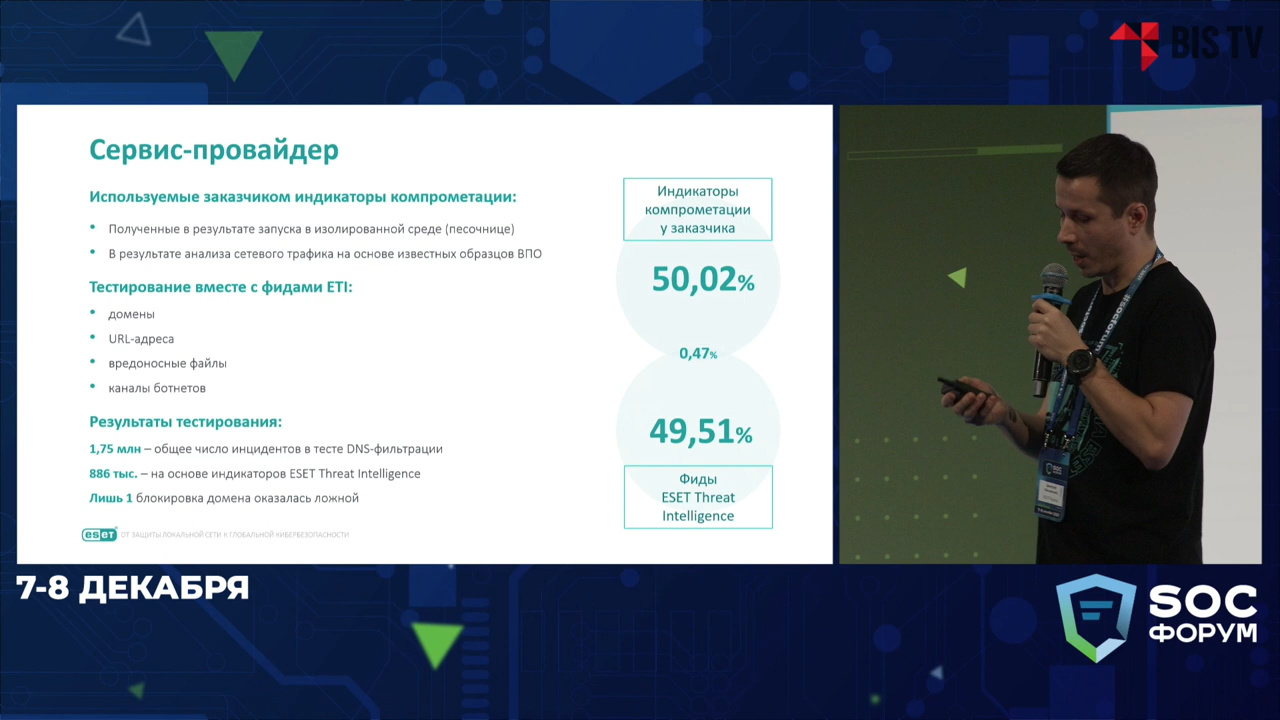 BIS TV
Сервис-провайдер
Используемые заказчиком индикаторы компрометации:
• Полученные в результате запуска в изолированной среде (песочнице)
• В результате анализа сетевого трафика на основе известных образцов ВПО
Тестирование вместе с фидами ETI:
• домены
• URL-адреса
• вредоносные файлы
• каналы ботнетов
Результаты тестирования:
1,75 млн – общее число инцидентов в тесте DNS-фильтрации
886 тыс. – на основе индикаторов ESET Threat Intelligence
Лишь 1 блокировка домена оказалась ложной
eset ОТ ЗАЩИТЫ ЛОКАЛЬНОЙ СЕТИ К ГЛОБАЛЬНОЙ КИБЕРБЕЗОПАСНОСТИ
Индикаторы
компрометации
у заказчика
50,02%
0,47%
49,51%
Фиды
ESET Threat
Intelligence
#socforum
7-8 ДЕКАБРЯ
SOC
ФОРУМ